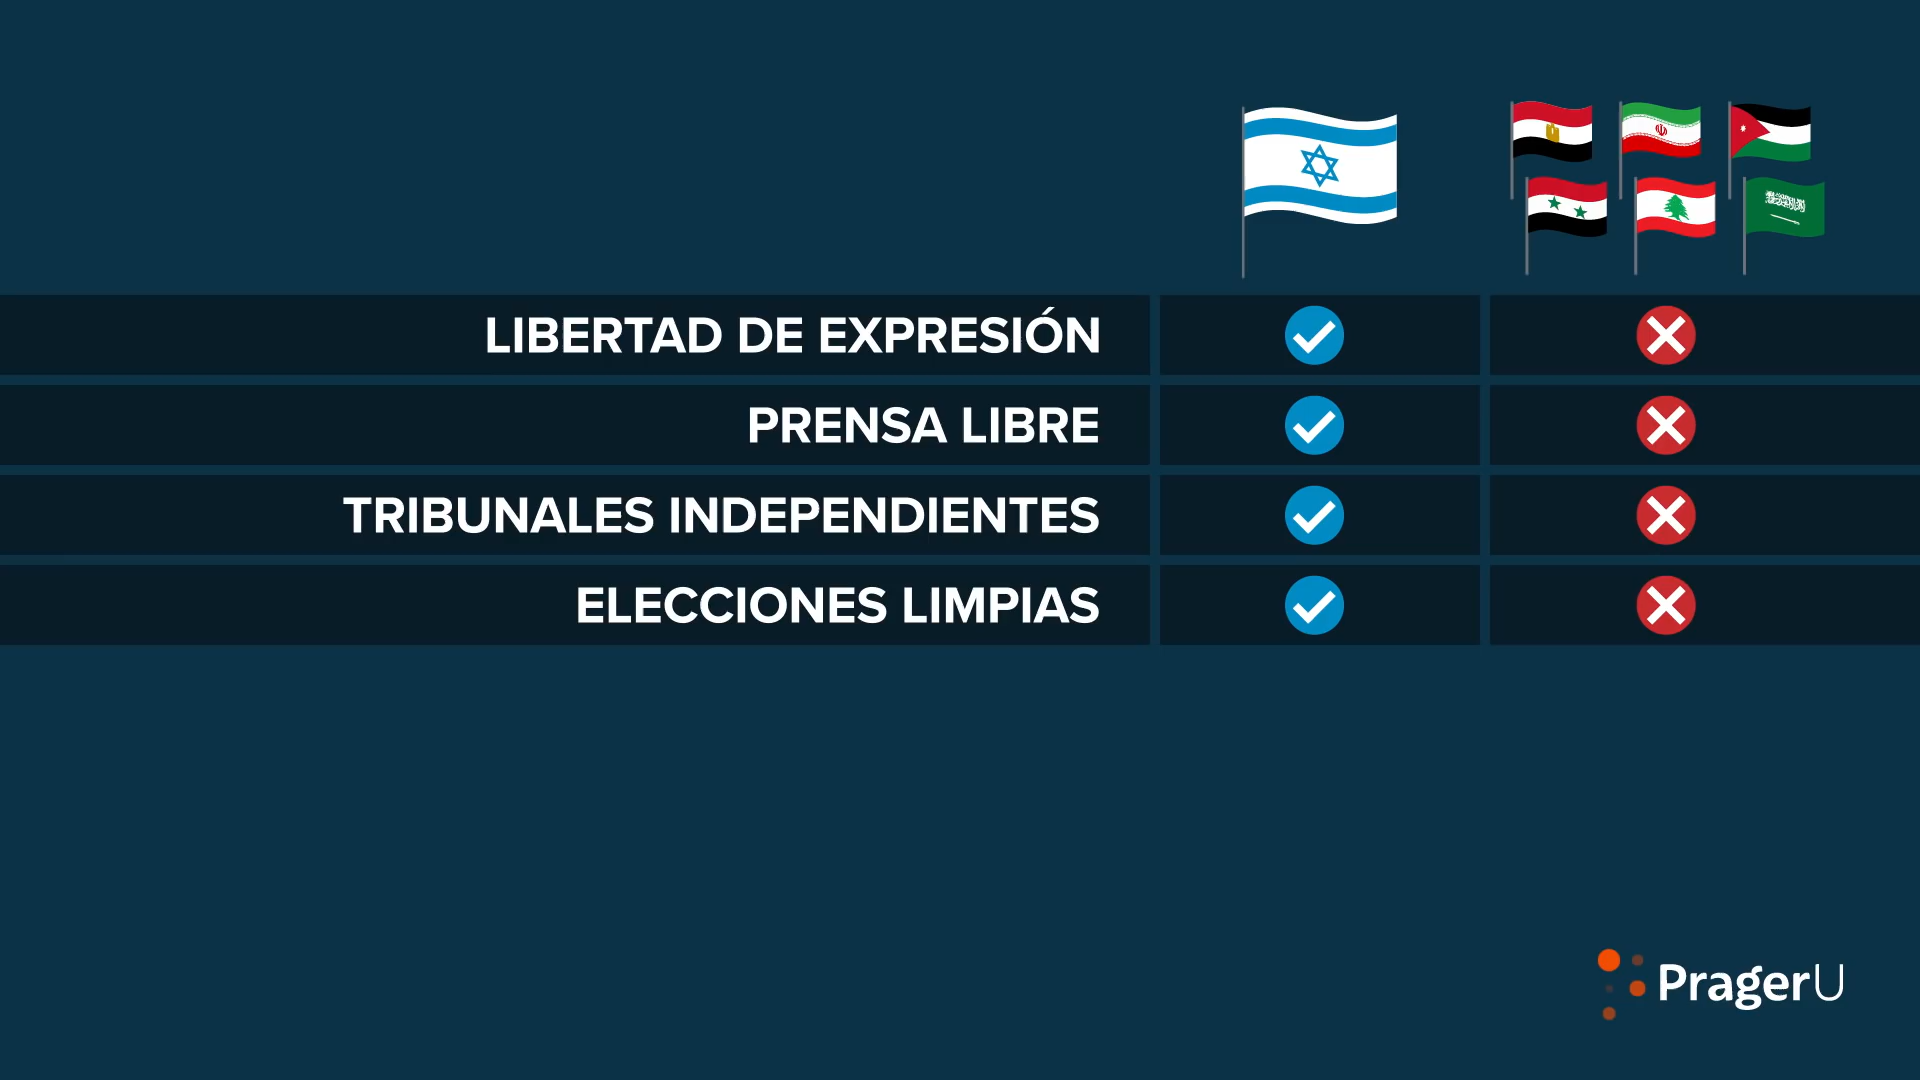 LIBERTAD DE EXPRESIÓN
PRENSA LIBRE
TRIBUNALES INDEPENDIENTES
ELECCIONES LIMPIAS
PragerU